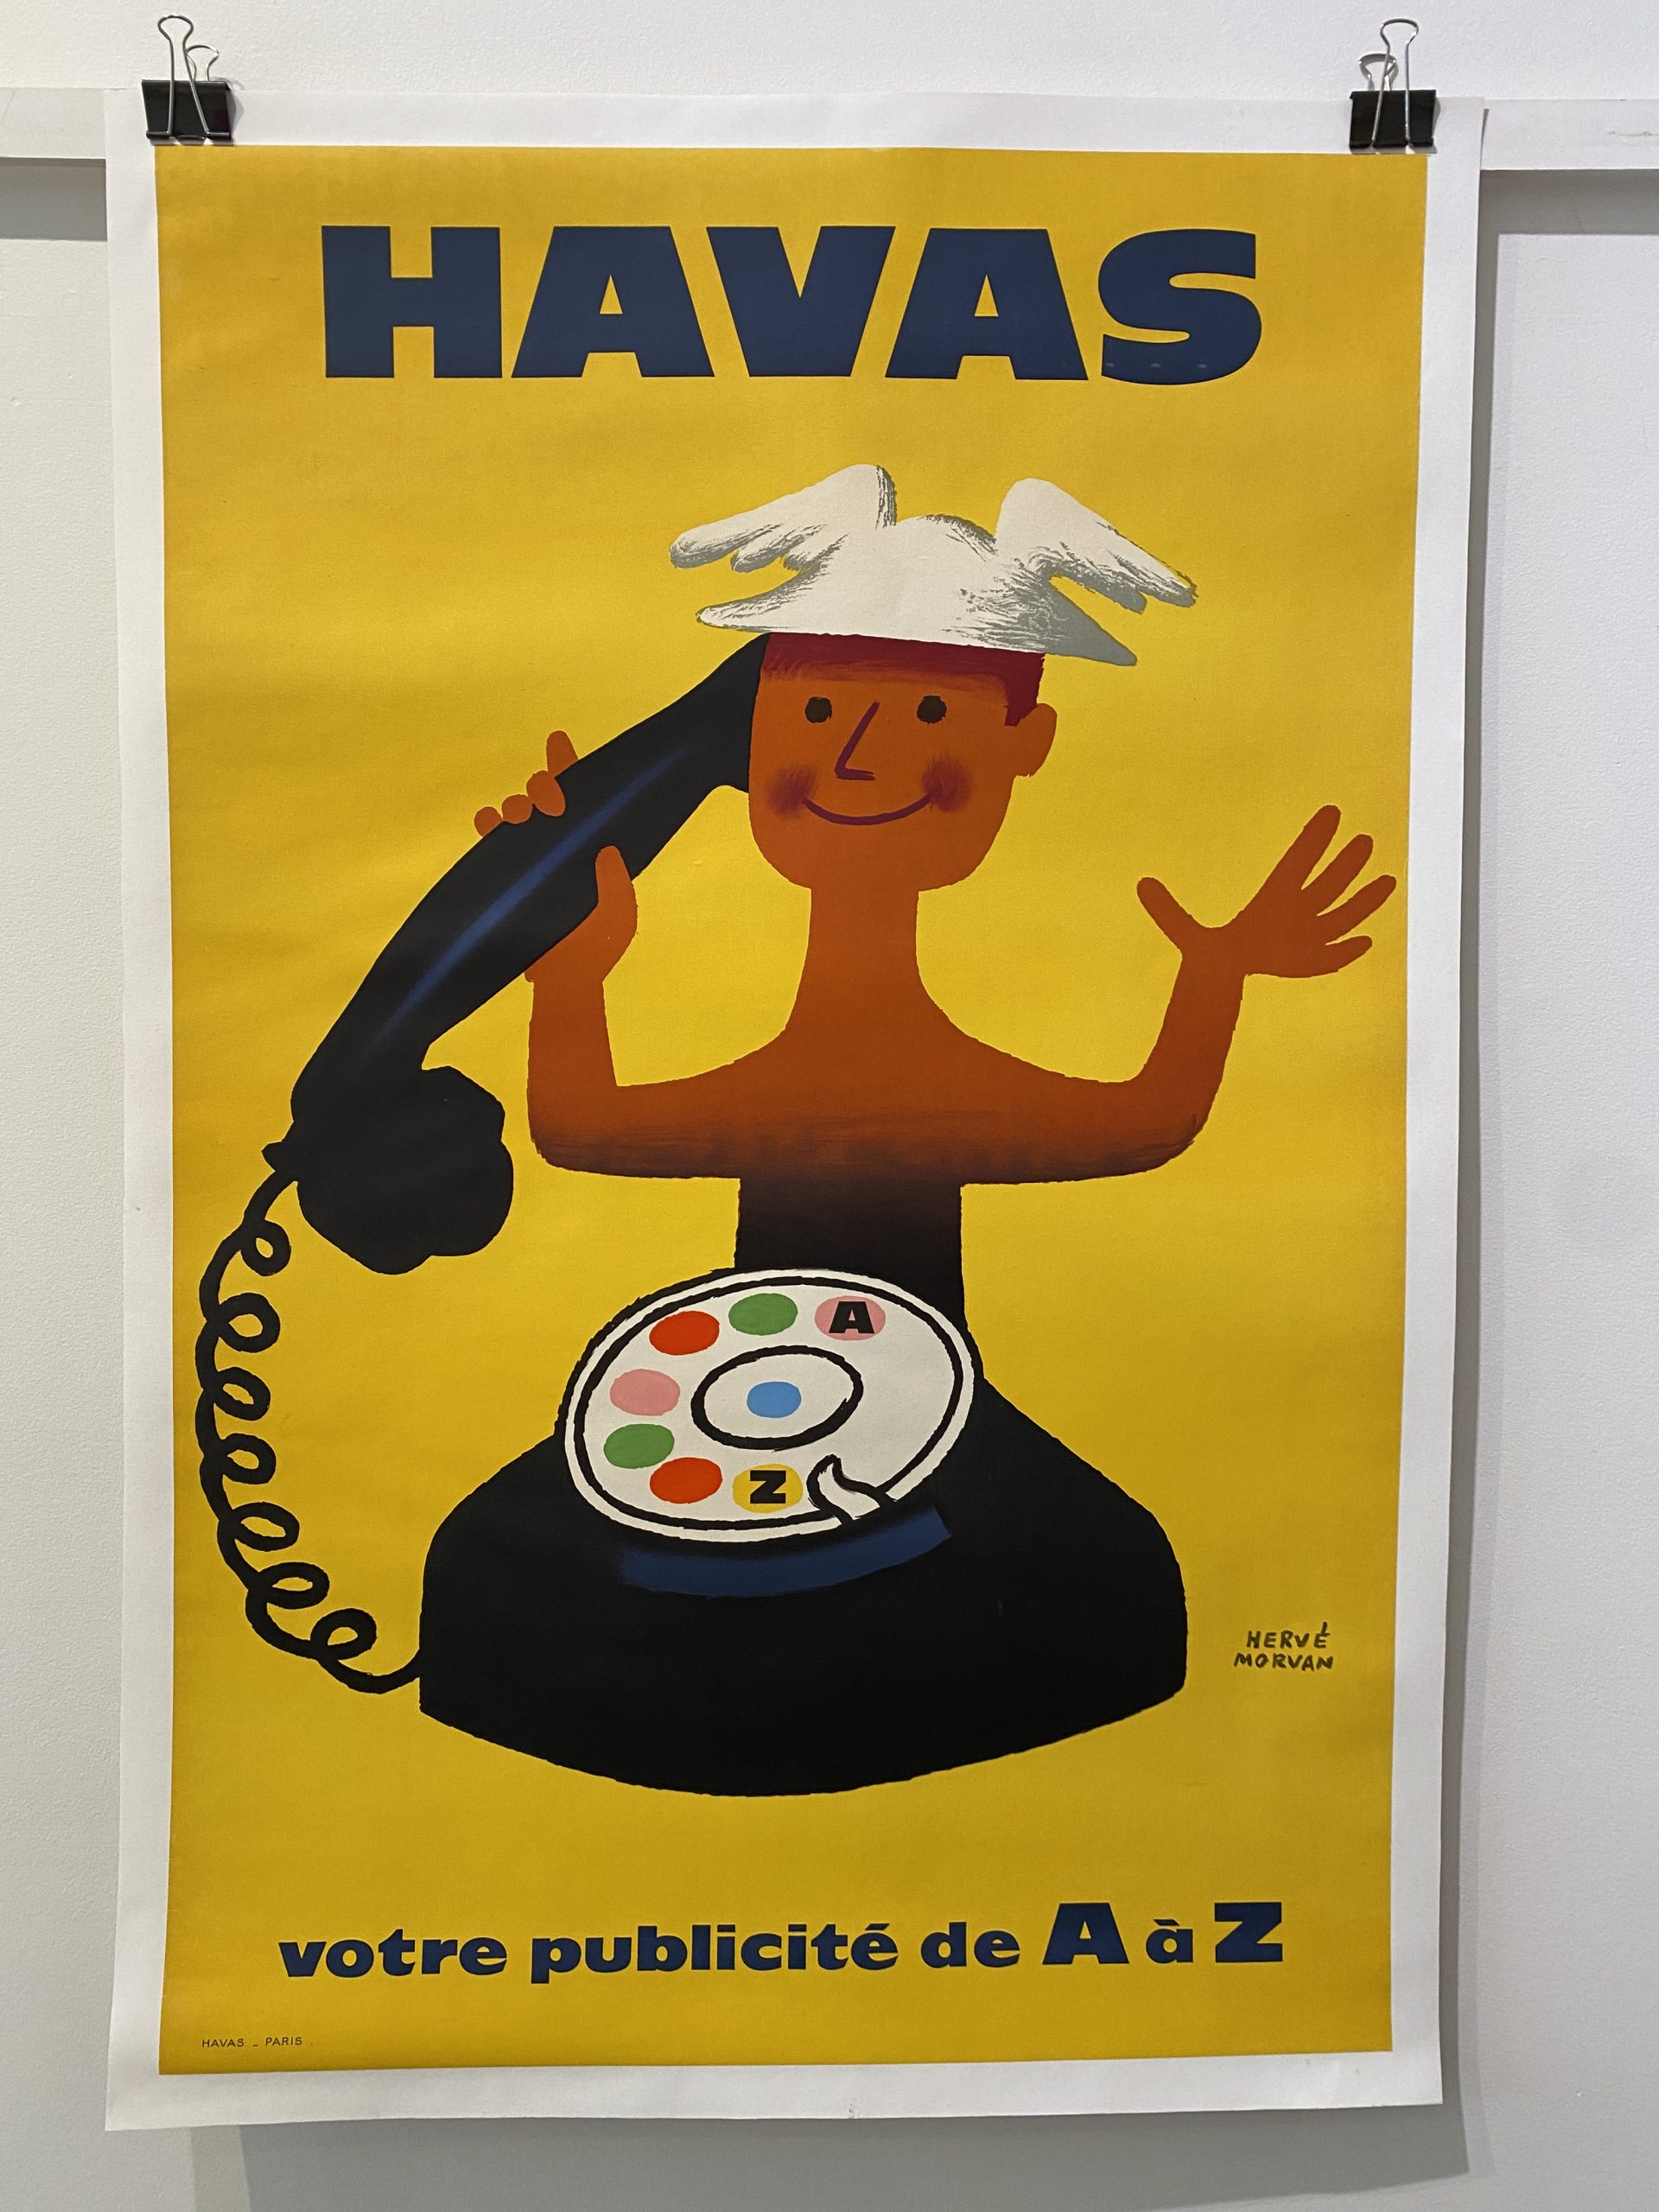 HAVAS
A
Z
HERVÉ
MORVAN
votre publicité de A à Z
HAVAS - PARIS.